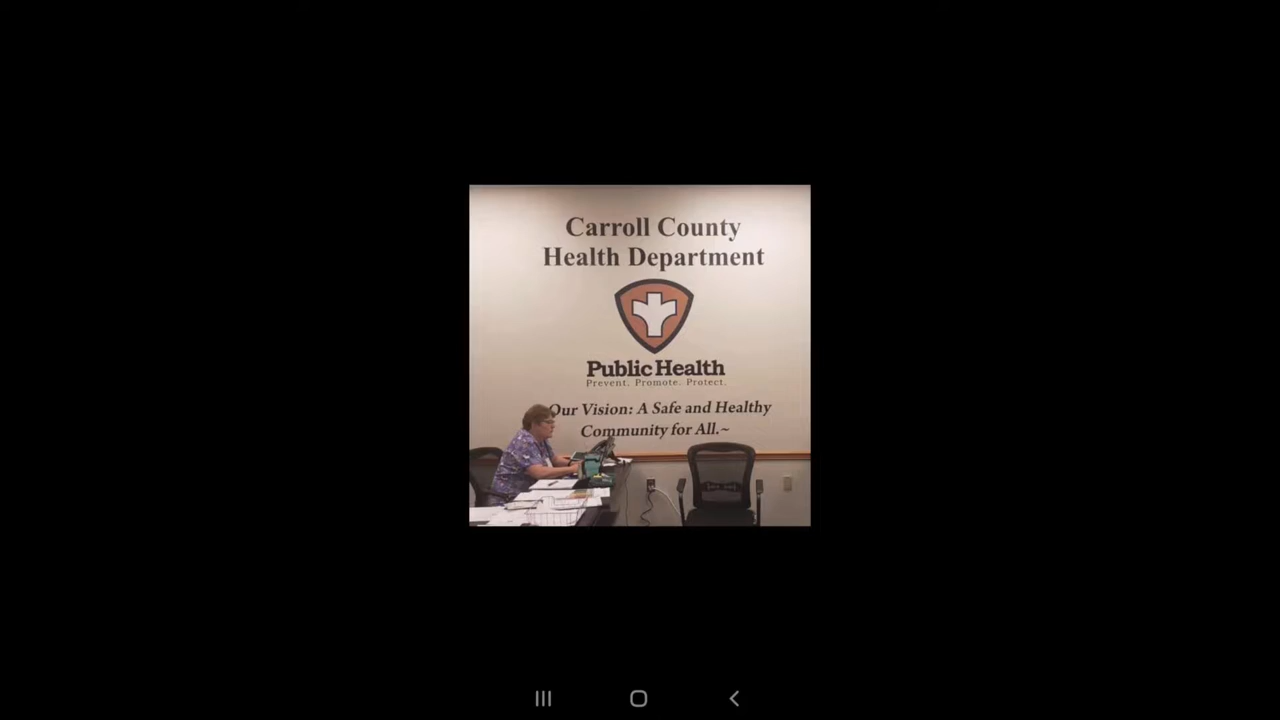 Carroll County
Health Department
Public Health
Prevent. Promote. Protect.
Our Vision: A Safe and Healthy
Community for All.~